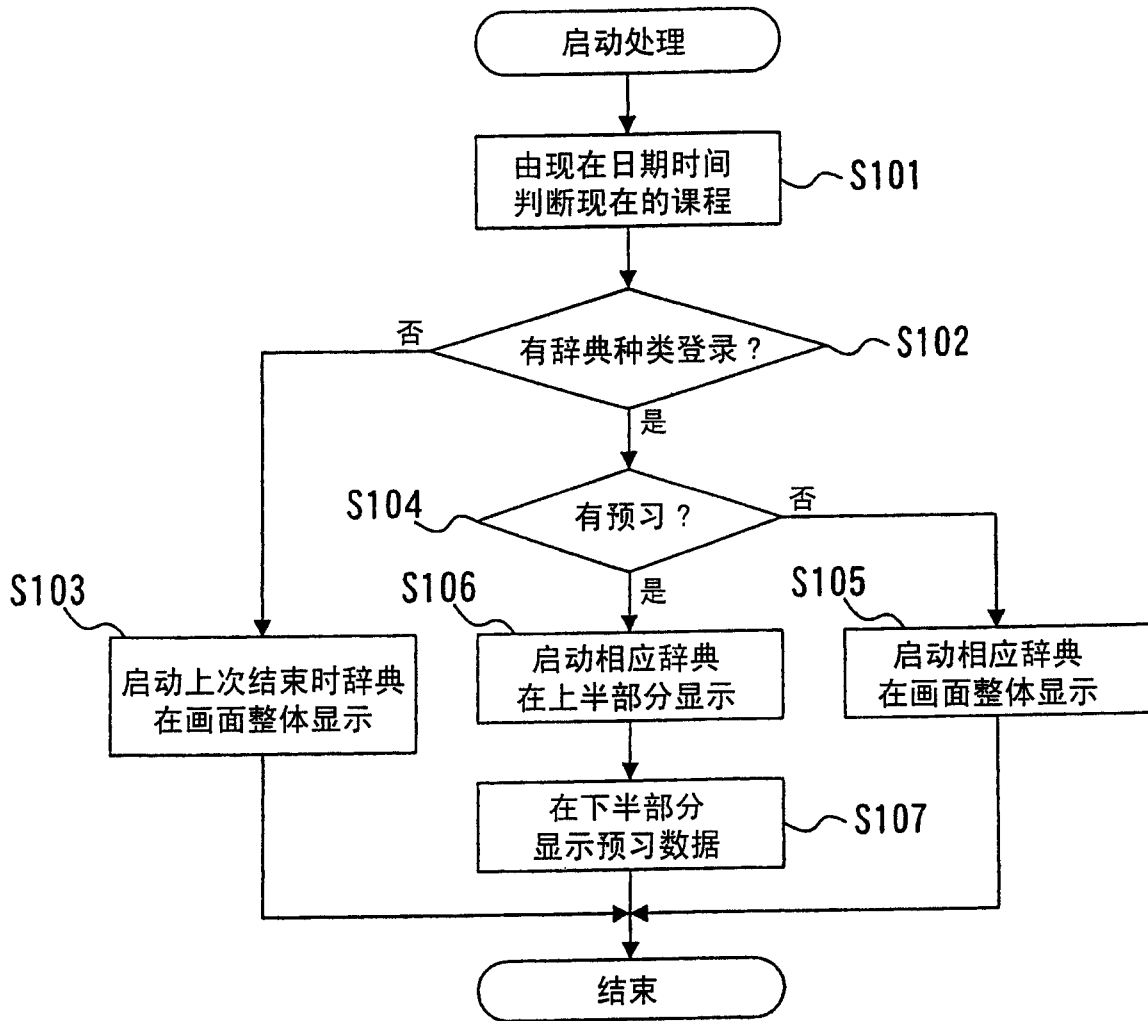 启动处理
由现在日期时间
判断现在的课程
S101
否
有辞典种类登录？
S102
是
S104
有预习？
否
S103
S106
是
S105
启动上次结束时辞典
在画面整体显示
启动相应辞典
在上半部分显示
启动相应辞典
在画面整体显示
在下半部分
显示预习数据
S107
结束